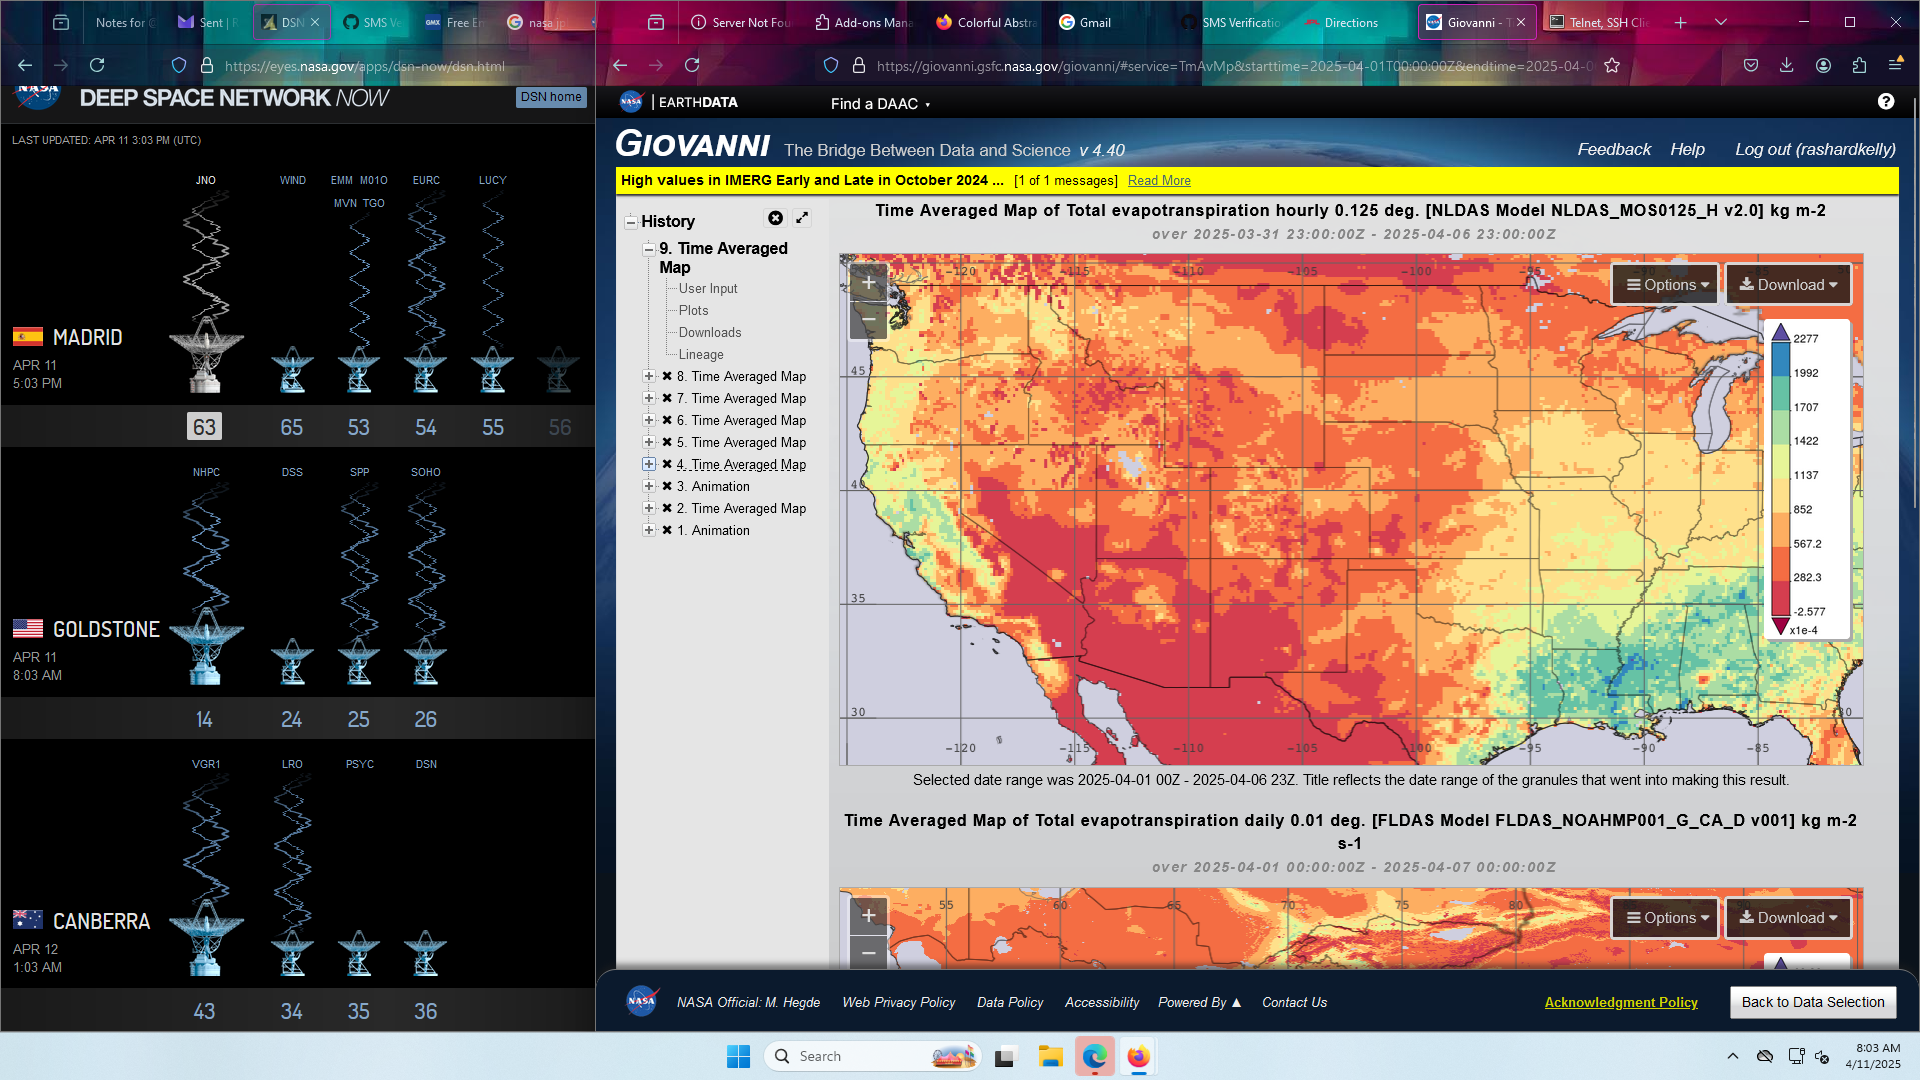 Notes for
Sent | R
DSN
SMS Ve
Free Em
nasa jp
https://eyes.nasa.gov/apps/dsn-now/dsn.html
DEEP SPACE NETWORK NOW
DSN home
LAST UPDATED: APR 11 3:03 PM (UTC)
JNO
WIND
EMM M01O
EURC
LUCY
MVN TGO
MADRID
APR 11
5:03 PM
63
65
53
54
55
56
NHPC
DSS
SPP
SOHO
GOLDSTONE
APR 11
8:03 AM
14
24
25
26
VGR1
LRO
PSYC
DSN
CANBERRA
APR 12
1:03 AM
43
34
35
36
Server Not Fou
Add-ons Mana
Colorful Abstra
Gmail
SMS Verificatio
Directions
Giovanni - T
Telnet, SSH Clie
https://giovanni.gsfc.nasa.gov/giovanni/#service=TmAvMp&starttime=2025-04-01T00:00:00Z&endtime=2025-04-0
NASA | EARTHDATA
Find a DAAC
GIOVANNI The Bridge Between Data and Science v 4.40
Feedback
Help
Log out (rashardkelly)
High values in IMERG Early and Late in October 2024 ... [1 of 1 messages] Read More
History
9. Time Averaged
Map
User Input
Plots
Downloads
Lineage
8. Time Averaged Map
7. Time Averaged Map
6. Time Averaged Map
5. Time Averaged Map
4. Time Averaged Map
3. Animation
2. Time Averaged Map
1. Animation
Time Averaged Map of Total evapotranspiration hourly 0.125 deg. [NLDAS Model NLDAS_MOS0125_H v2.0] kg m-2
over 2025-03-31 23:00:00Z - 2025-04-06 23:00:00Z
-120
-115
-110
-105
-100
-95
-90
-85
Options
Download
45
40
35
30
30
-120
-115
-110
-105
-100
-95
-90
-85
2277
1992
1707
1422
1137
852
567.2
282.3
-2.577
x1e-4
Selected date range was 2025-04-01 00Z - 2025-04-06 23Z. Title reflects the date range of the granules that went into making this result.
Time Averaged Map of Total evapotranspiration daily 0.01 deg. [FLDAS Model FLDAS_NOAHMP001_G_CA_D v001] kg m-2
s-1
over 2025-04-01 00:00:00Z - 2025-04-07 00:00:00Z
55
60
65
70
75
80
Options
Download
NASA
NASA Official: M. Hegde
Web Privacy Policy
Data Policy
Accessibility
Powered By ▲
Contact Us
Acknowledgment Policy
Back to Data Selection
Search
8:03 AM
4/11/2025